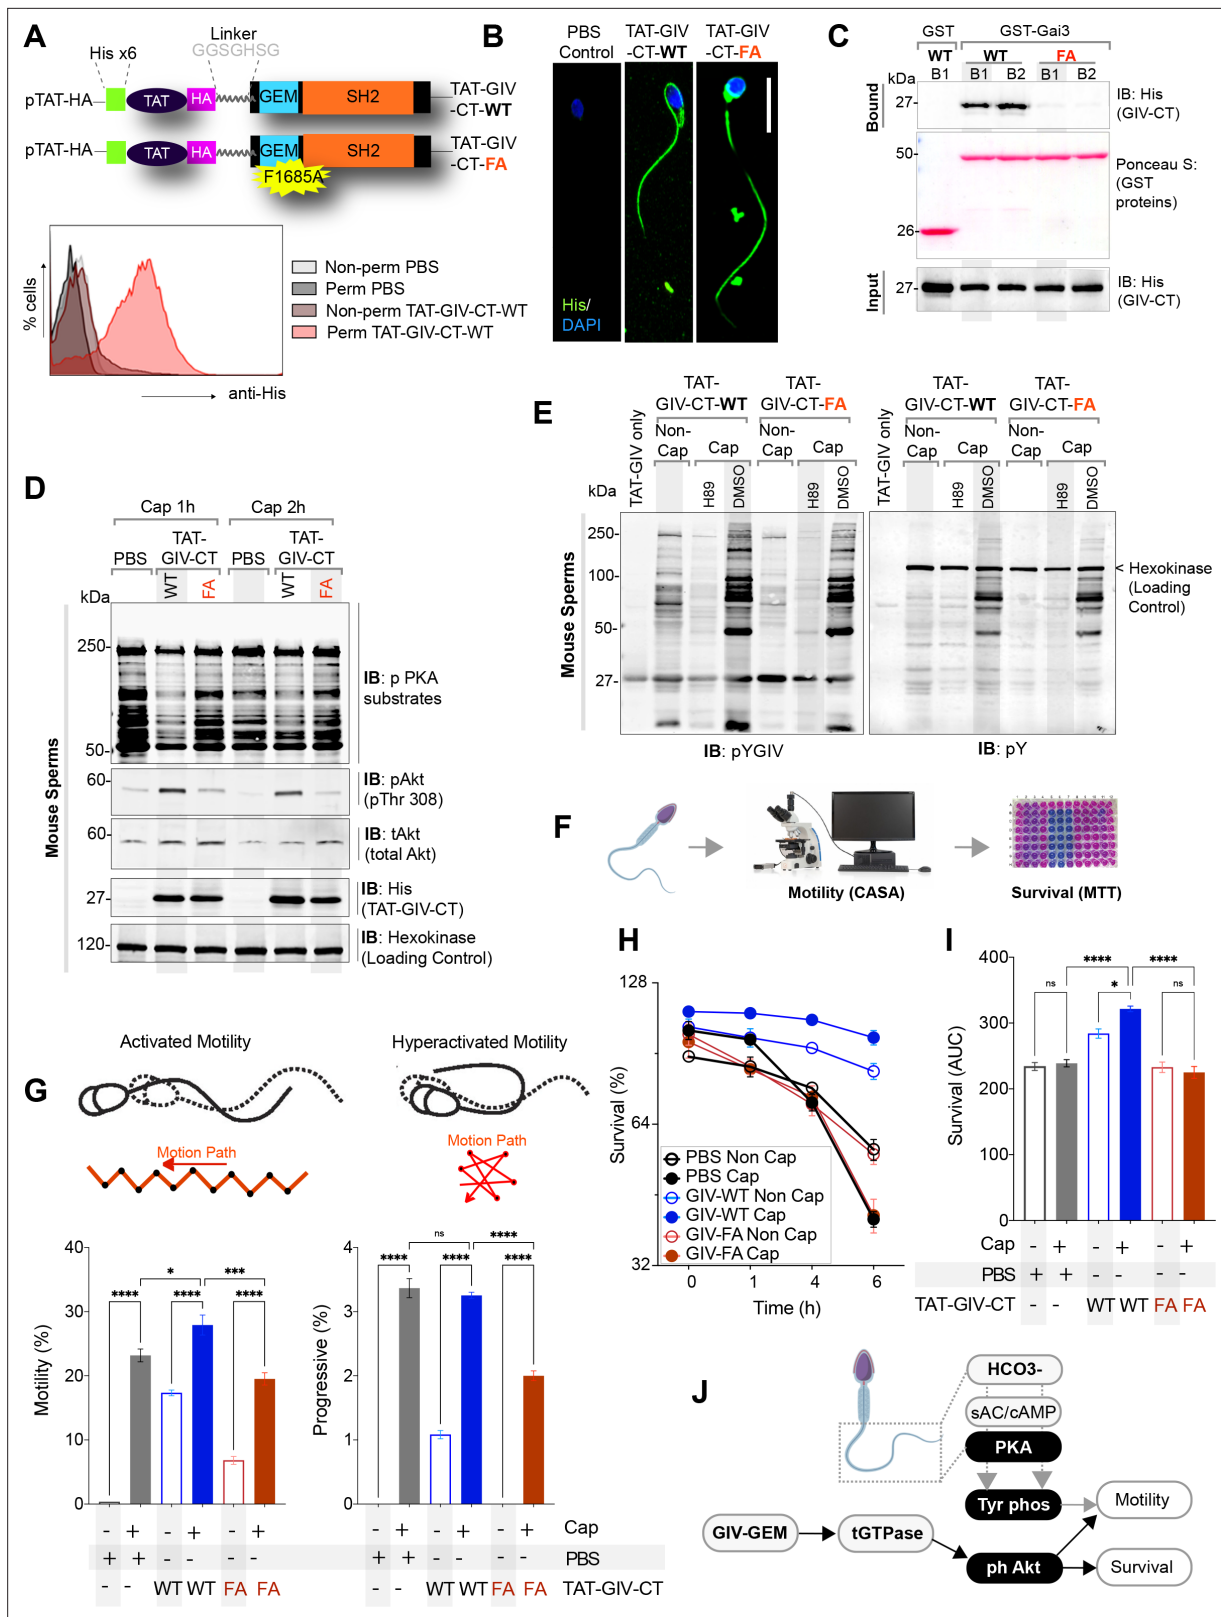 A
His x6
Linker
GGSGHSG
pTAT-HA
TAT
HA
GEM
SH2
TAT-GIV
-CT-WT
pTAT-HA
TAT
HA
GEM
SH2
TAT-GIV
-CT-FA
F1685A
% cells
anti-His
Non-perm PBS
Perm PBS
Non-perm TAT-GIV-CT-WT
Perm TAT-GIV-CT-WT
B
PBS
Control
TAT-GIV
-CT-WT
TAT-GIV
-CT-FA
His/
DAPI
C
GST
GST-Gai3
WT
WT
FA
kDa
B1
B1
B2
B1
B2
Bound
27-
IB: His
(GIV-CT)
50-
26-
Ponceau S:
(GST
proteins)
Input
27-
IB: His
(GIV-CT)
D
Cap 1h
Cap 2h
PBS
TAT-
GIV-CT
PBS
TAT-
GIV-CT
kDa
WT
FA
WT
FA
Mouse Sperms
250-
50-
IB: p PKA
substrates
60-
IB: pAkt
(pThr 308)
60-
IB: tAkt
(total Akt)
27-
IB: His
(TAT-GIV-CT)
120-
IB: Hexokinase
(Loading Control)
E
TAT-
GIV-CT-WT
TAT-
GIV-CT-FA
TAT-
GIV-CT-WT
TAT-
GIV-CT-FA
TAT-GIV only
Non-
Cap
Cap
Non-
Cap
Cap
TAT-GIV only
Non-
Cap
Cap
Non-
Cap
Cap
kDa
H89
DMSO
H89
DMSO
H89
DMSO
H89
DMSO
Mouse Sperms
250-
100-
50-
27-
< Hexokinase
(Loading
Control)
IB: pYGIV
IB: pY
F
Motility (CASA)
Survival (MTT)
G
Activated Motility
Hyperactivated Motility
Motion Path
Motion Path
Motility (%)
40
30
20
10
0
****
*
****
***
****
Progressive (%)
4
3
2
1
0
****
ns
****
****
****
- + - + - +
- + - + - + Cap
+ + - - - -
+ + - - - - PBS
- - WT WT FA FA
- - WT WT FA FA TAT-GIV-CT
H
Survival (%)
128
64
32
0 1 4 6
Time (h)
PBS Non Cap
PBS Cap
GIV-WT Non Cap
GIV-WT Cap
GIV-FA Non Cap
GIV-FA Cap
I
Survival (AUC)
400
300
200
100
0
**** ****
ns * ns
Cap - + - + - +
PBS + + - - - -
TAT-GIV-CT - - WT WT FA FA
J
HCO3-
sAC/cAMP
PKA
Tyr phos
Motility
GIV-GEM
tGTPase
ph Akt
Survival